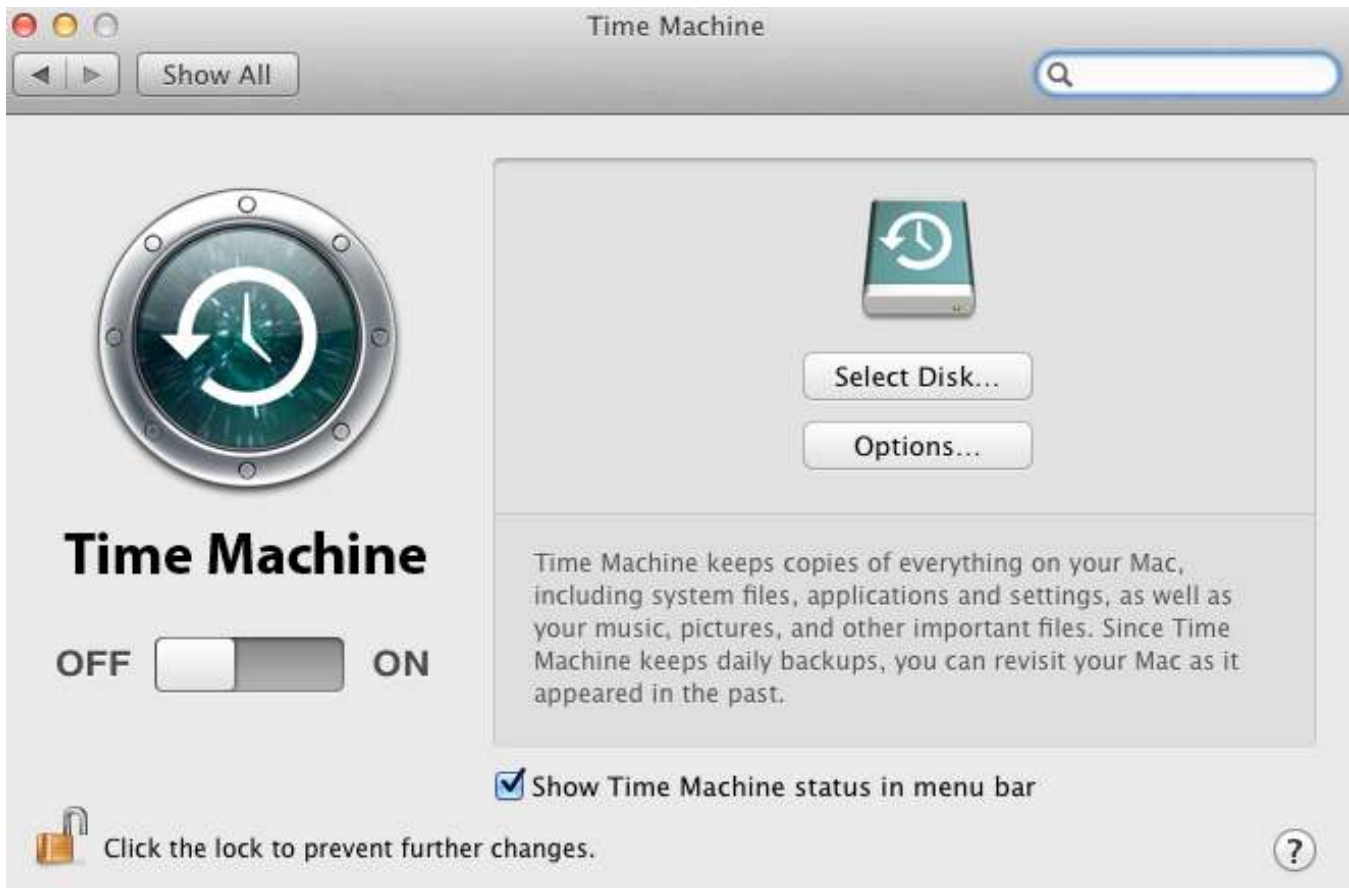 Time Machine
Show All
Select Disk...
Options...
Time Machine
OFF ON
Time Machine keeps copies of everything on your Mac,
including system files, applications and settings, as well as
your music, pictures, and other important files. Since Time
Machine keeps daily backups, you can revisit your Mac as it
appeared in the past.
Show Time Machine status in menu bar
Click the lock to prevent further changes.
?